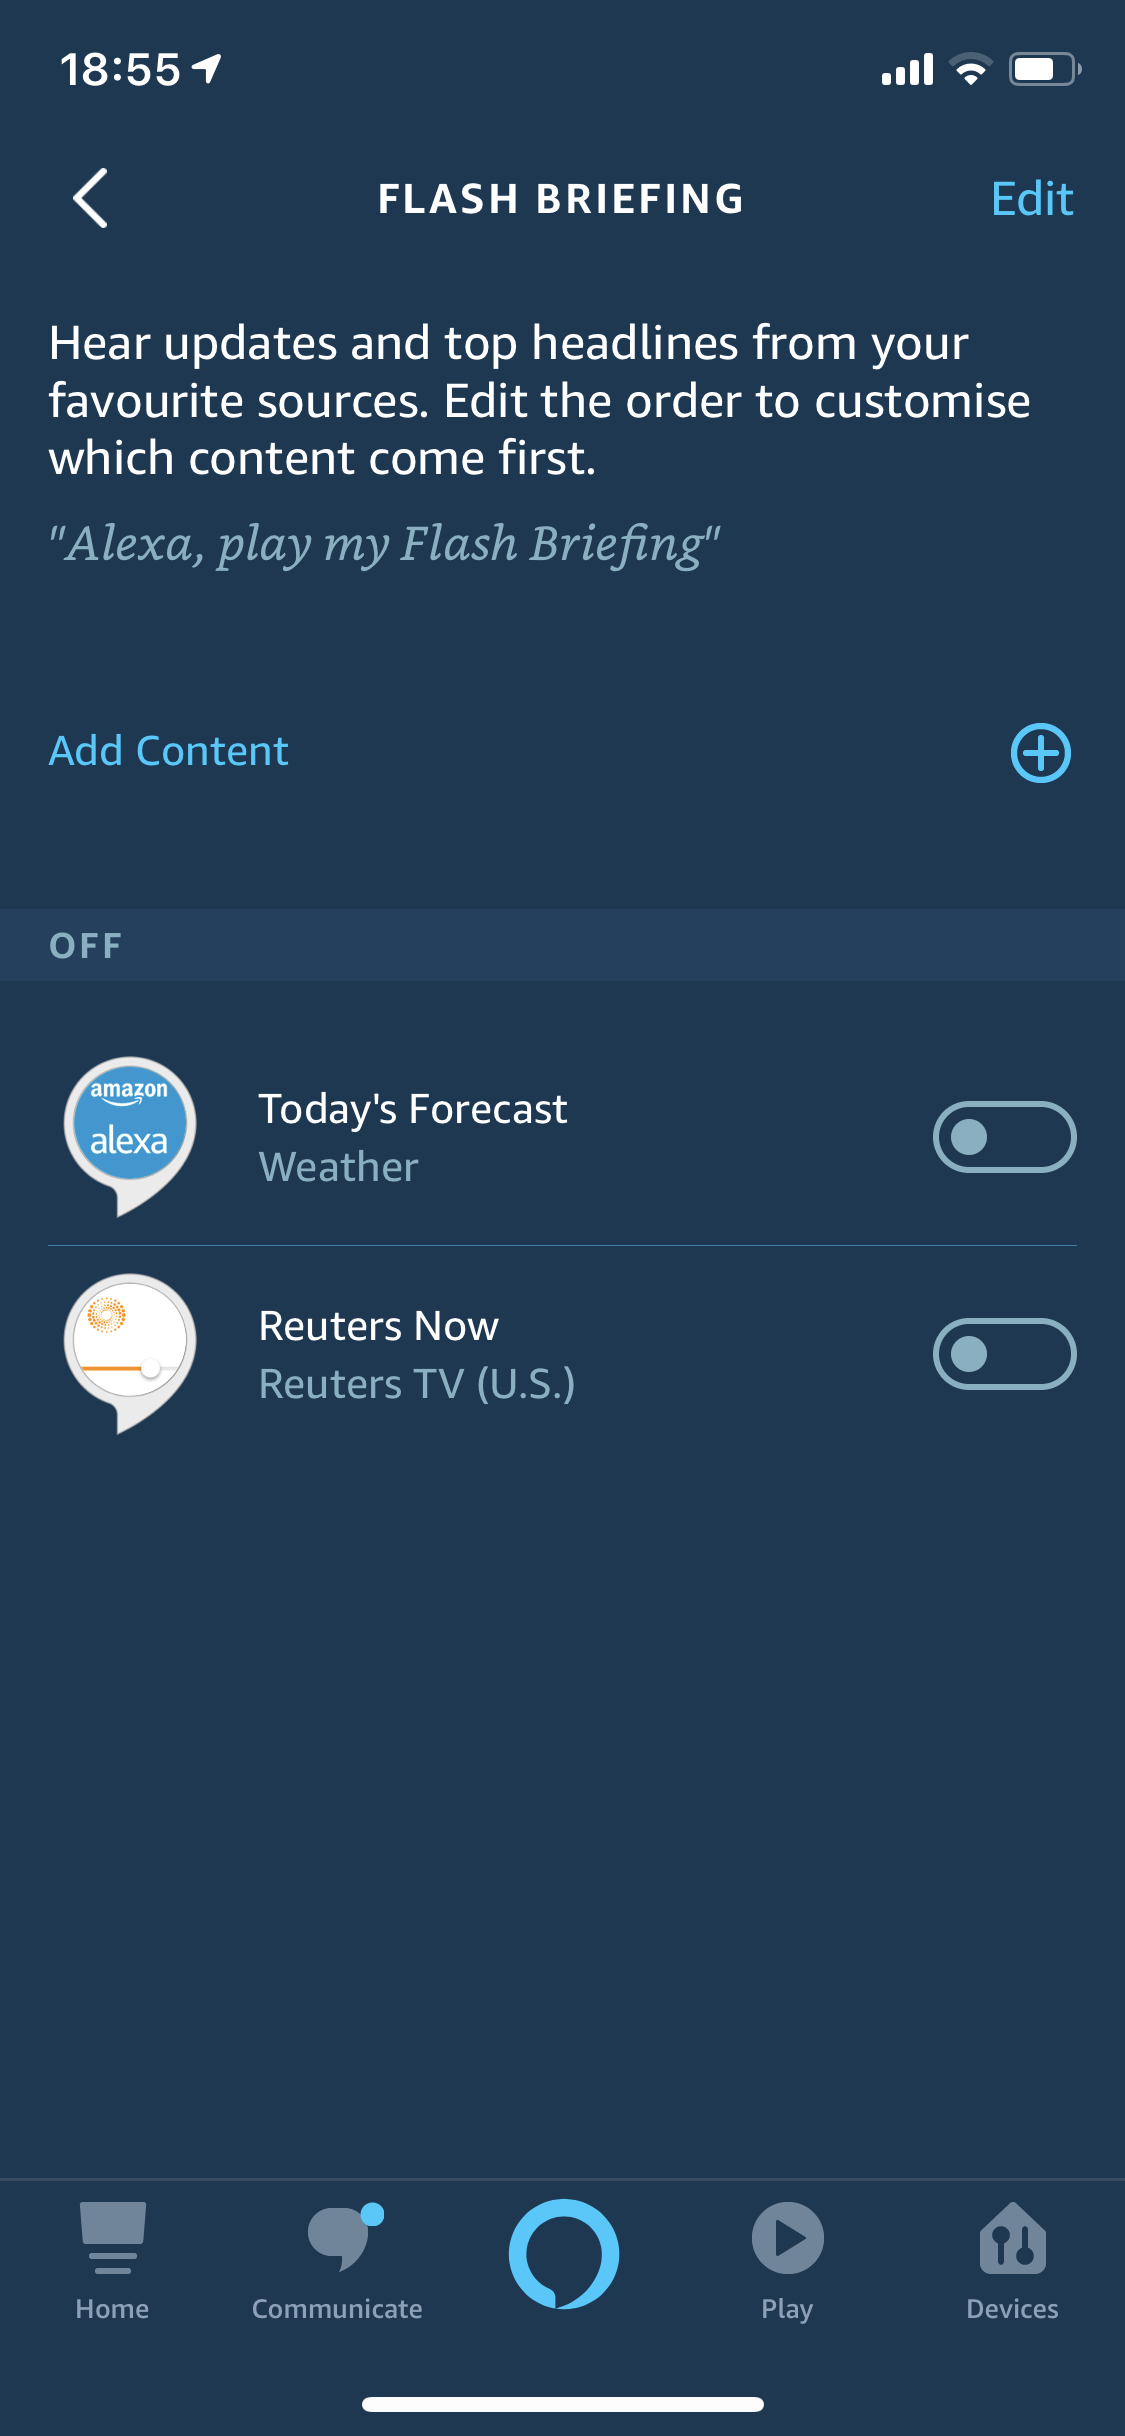 18:55
FLASH BRIEFING
Edit
Hear updates and top headlines from your
favourite sources. Edit the order to customise
which content come first.
"Alexa, play my Flash Briefing"
Add Content
OFF
amazon
alexa
Today's Forecast
Weather
Reuters Now
Reuters TV (U.S.)
Home
Communicate
Play
Devices